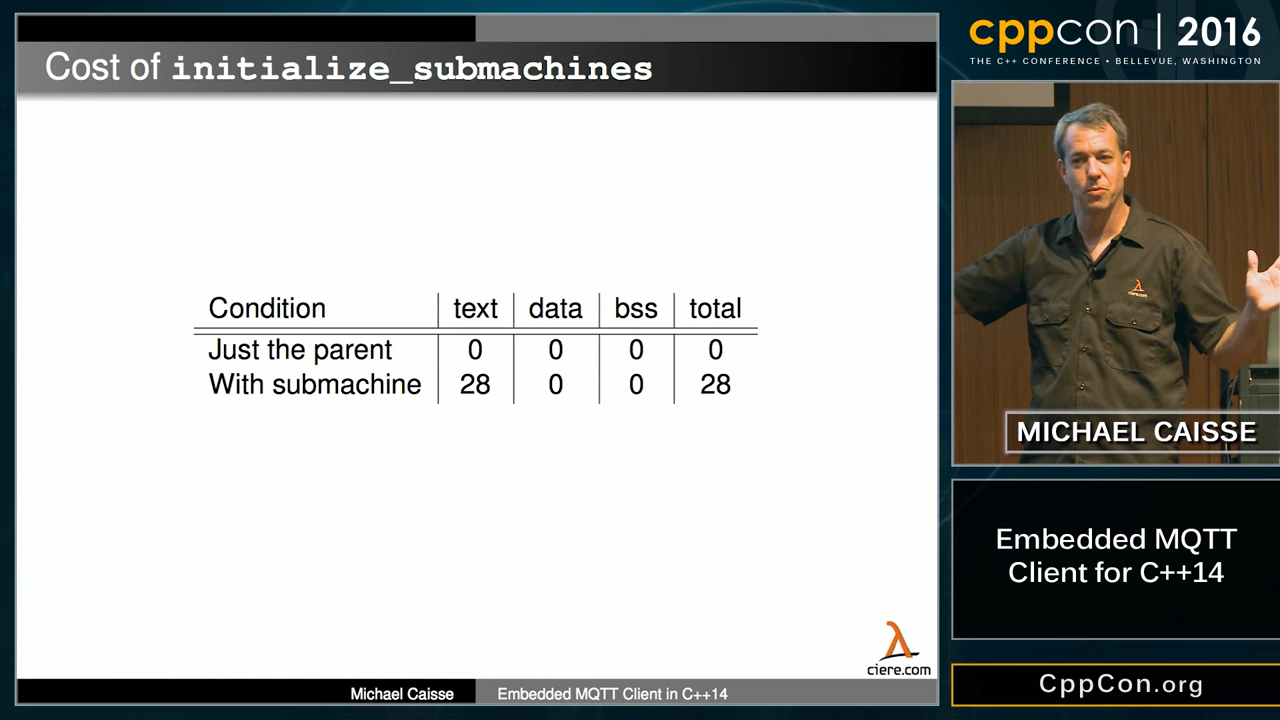 Cost of initialize_submachines
Condition text data bss total
Just the parent 0 0 0 0
With submachine 28 0 0 28
ciere.com
Michael Caisse Embedded MQTT Client in C++14
cppcon | 2016
THE C++ CONFERENCE • BELLEVUE, WASHINGTON
λ
ciere.com
MICHAEL CAISSE
Embedded MQTT
Client for C++14
CppCon.org